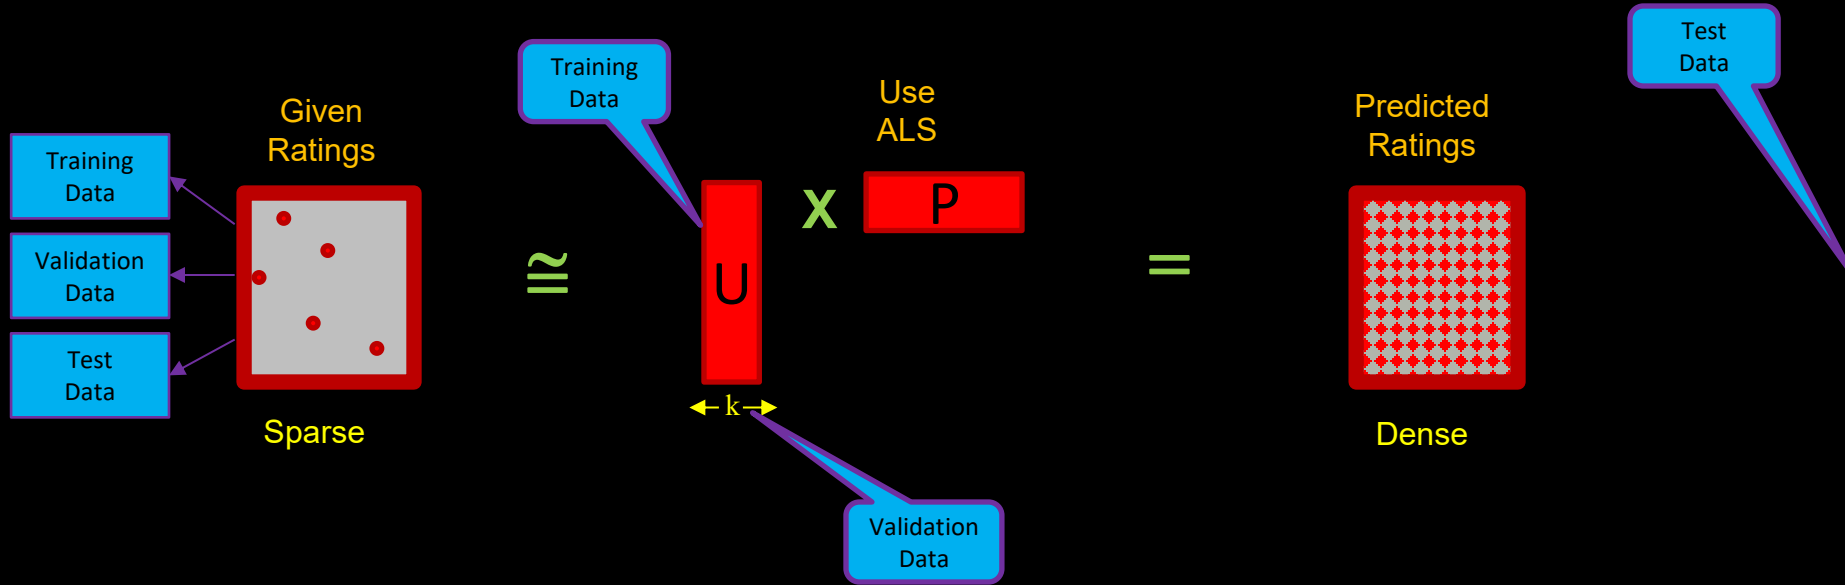 Training
Data
Validation
Data
Test
Data
Given
Ratings
Sparse
≅
Training
Data
U
k
Validation
Data
x
Use
ALS
P
=
Predicted
Ratings
Dense
Test
Data